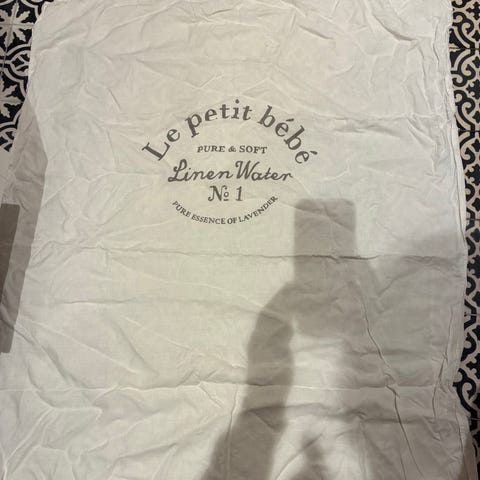 Le petit bébé
PURE & SOFT
Linen Water
№ 1
PURE ESSENCE OF LAVENDER